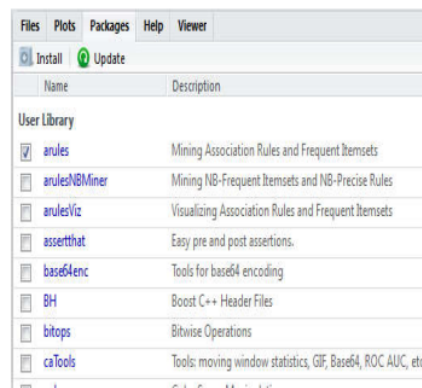 Files Plots Packages Help Viewer
Install Update
Name Description
User Library
arules Mining Association Rules and Frequent Itemsets
arulesNBMiner Mining NB-Frequent Itemsets and NB-Precise Rules
arulesViz Visualizing Association Rules and Frequent Itemsets
assertthat Easy pre and post assertions.
base64enc Tools for base64 encoding
BH Boost C++ Header Files
bitops Bitwise Operations
caTools Tools: moving window statistics, GIF, Base64, ROC AUC, etc